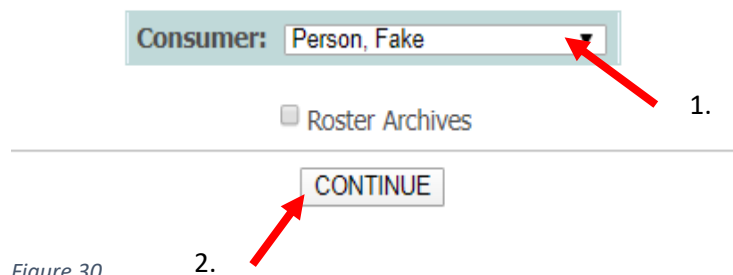 Consumer: Person, Fake
1.
Roster Archives
CONTINUE
2.
Figure 30